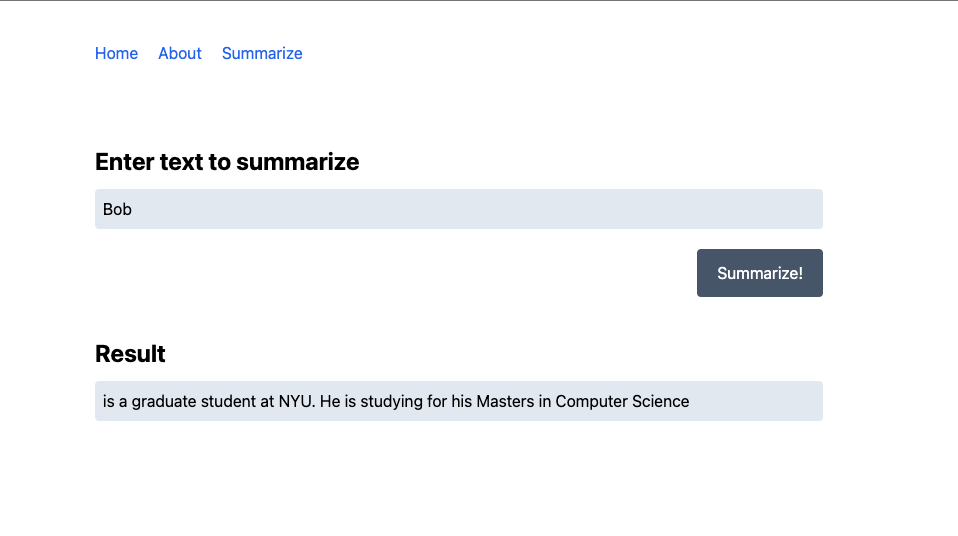 Home About Summarize
Enter text to summarize
Bob
Summarize!
Result
is a graduate student at NYU. He is studying for his Masters in Computer Science